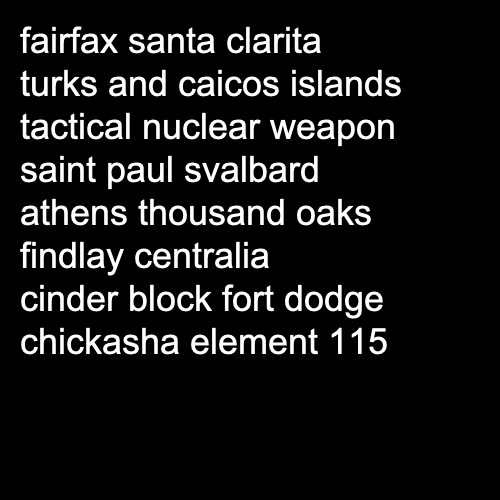 fairfax santa clarita
turks and caicos islands
tactical nuclear weapon
saint paul svalbard
athens thousand oaks
findlay centralia
cinder block fort dodge
chickasha element 115